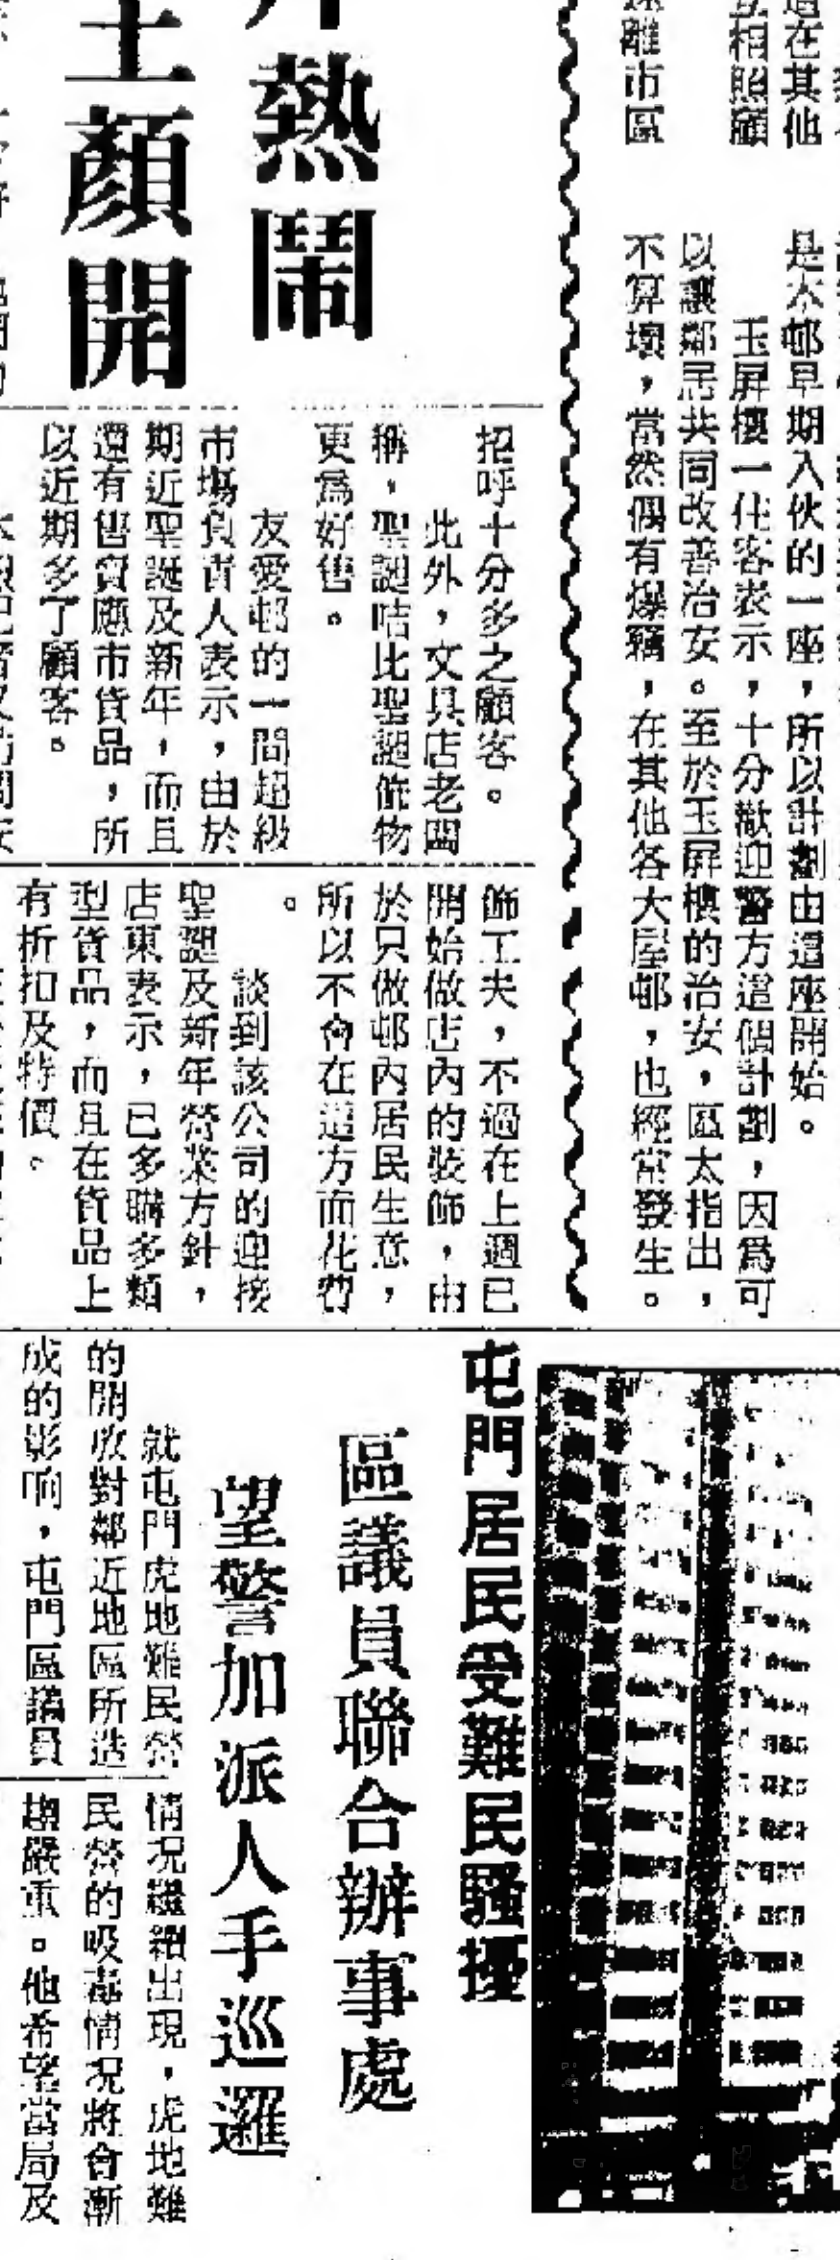 互相照顧
遠離市區
是本邨早期入伙的一座，所以計劃由這座開始。
玉屏樓一住客表示，十分歡迎警方這個計劃，因為可
以讓鄰居共同改善治安。至於玉屏樓的治安，區太指出，
不算壞，當然偶有爆竊，在其他各大屋邨，也經常發生。
熱鬧
顏開
招呼十分多之顧客。
此外，文具店老闆
稱，聖誕咭比聖誕飾物
更為好售。
友愛邨的一間超級
市場負責人表示，由於
期近聖誕及新年，而且
還有售賣應市貨品，所
以近期多了顧客。
飾工夫，不過在上週已
開始做店內的裝飾，由
於只做邨內居民生意，
所以不會在這方面花費
。
談到該公司的迎接
聖誕及新年營業方針，
店東表示，已多購多類
型貨品，而且在貨品上
有折扣及特價。
屯門居民受難民騷擾
區議員聯合辦事處
望警加派人手巡邏
就屯門虎地難民營
的開放對鄰近地區所造
成的影响，屯門區議員
情況繼續出現，虎地難
民營的吸毒情況將會漸
趨嚴重。他希望當局及